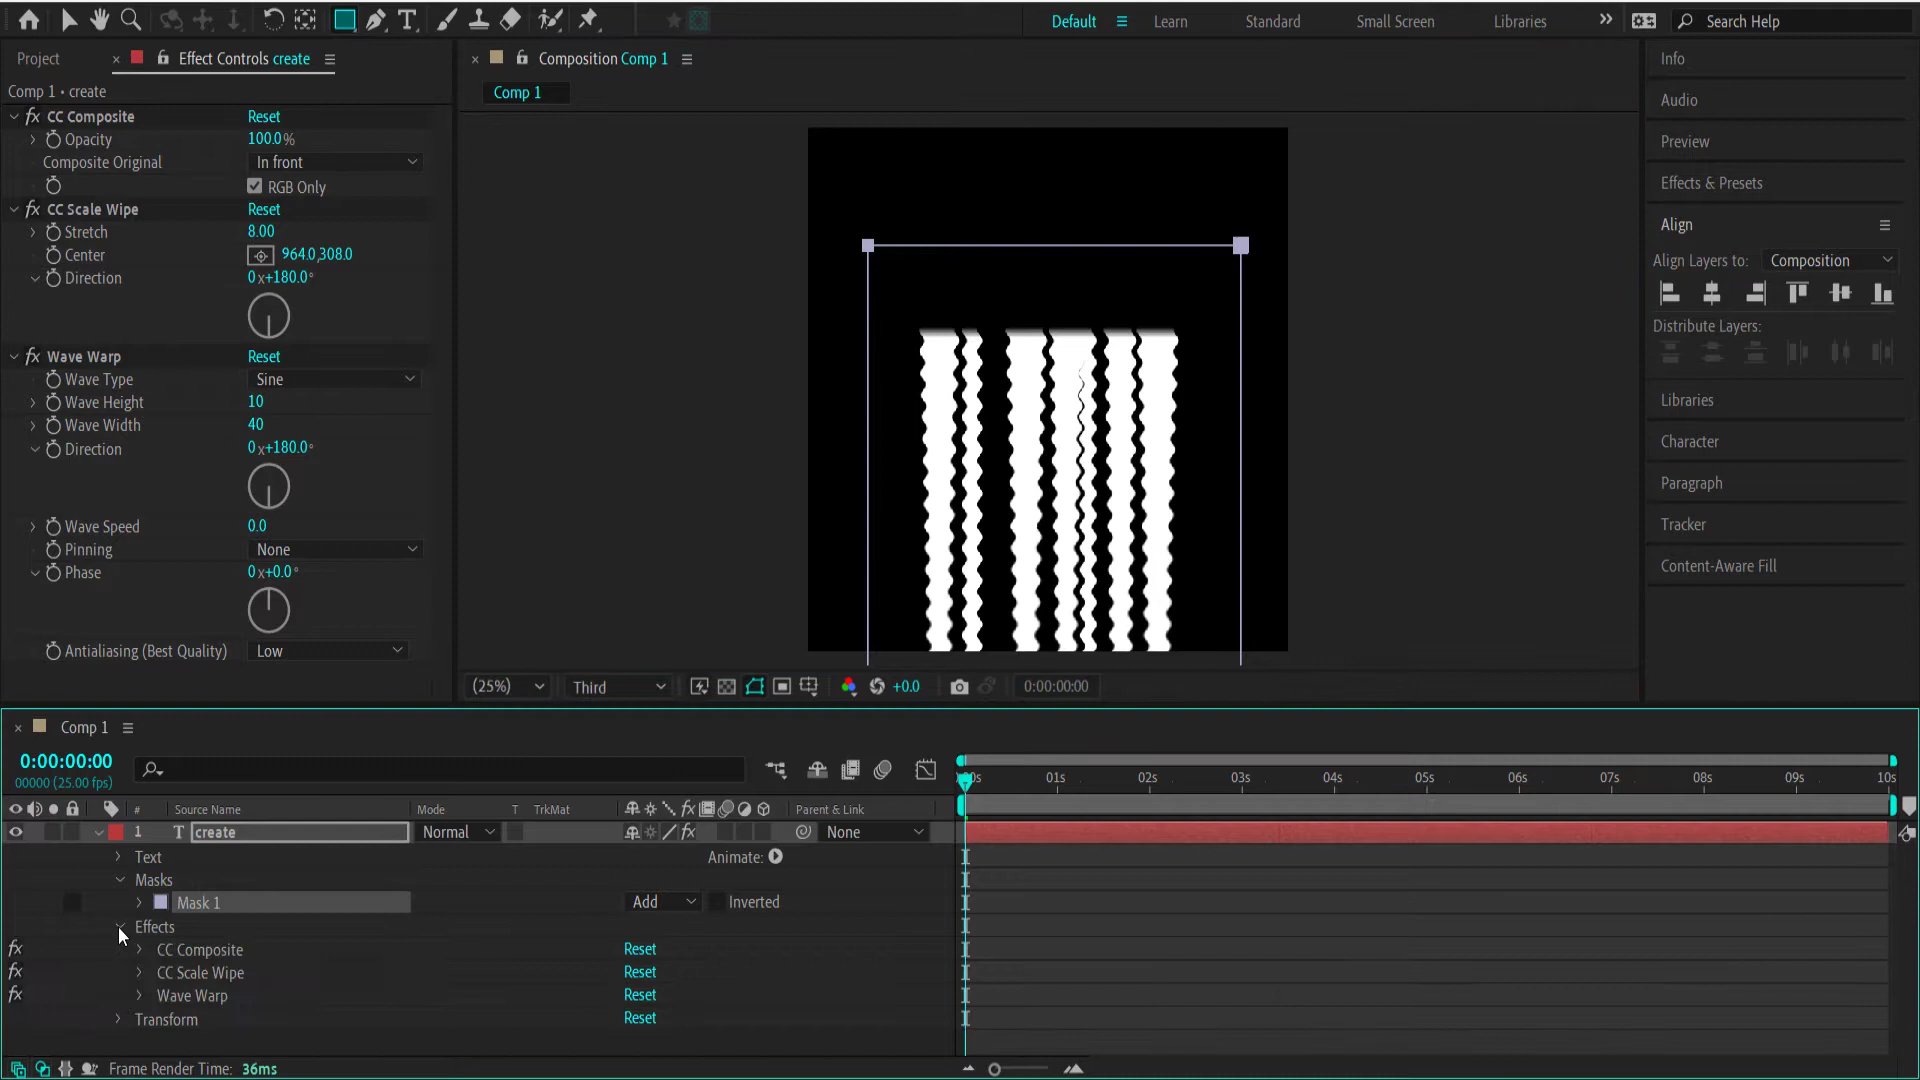 Default
Learn
Standard
Small Screen
Libraries
Search Help
Project
Effect Controls create
Composition Comp 1
Info
Comp 1 • create
Comp 1
Audio
fx CC Composite Reset
Opacity 100.0%
Composite Original In front
RGB Only
fx CC Scale Wipe Reset
Stretch 8.00
Center 964.0,308.0
Direction 0x+180.0°
fx Wave Warp Reset
Wave Type Sine
Wave Height 10
Wave Width 40
Direction 0x+180.0°
Wave Speed 0.0
Pinning None
Phase 0x+0.0°
Antialiasing (Best Quality) Low
Preview
Effects & Presets
Align
Align Layers to: Composition
Distribute Layers:
Libraries
Character
Paragraph
Tracker
Content-Aware Fill
(25%) Third +0.0 0:00:00:00
Comp 1
0:00:00:00
00000 (25.00 fps)
01s 02s 03s 04s 05s 06s 07s 08s 09s 10s
# Source Name Mode T TrkMat fx Parent & Link
1 T create Normal fx None
Text Animate:
Masks
Mask 1 Add Inverted
Effects
fx CC Composite Reset
fx CC Scale Wipe Reset
fx Wave Warp Reset
Transform Reset
Frame Render Time: 36ms